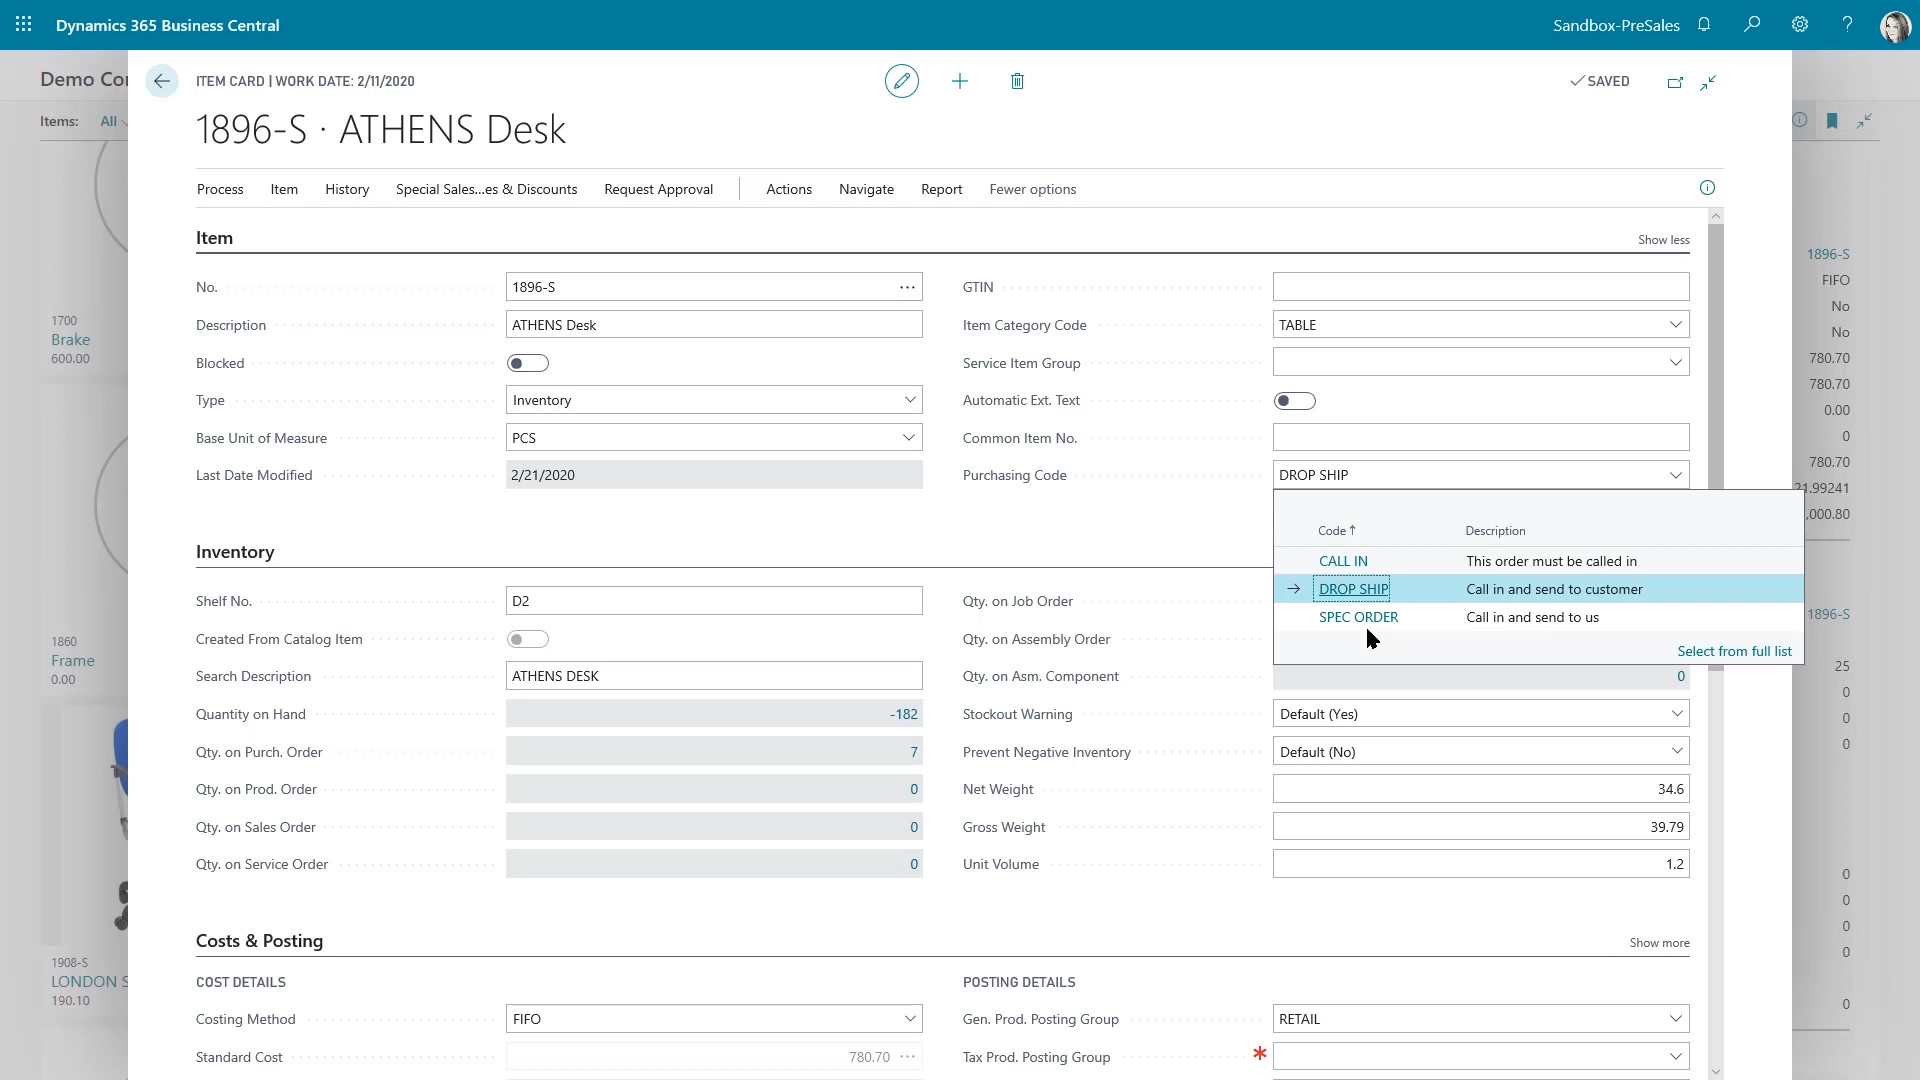 Dynamics 365 Business Central
Sandbox-PreSales
?
Demo Cor
ITEM CARD | WORK DATE: 2/11/2020
SAVED
Items: All
1896-S · ATHENS Desk
Process Item History Special Sales...es & Discounts Request Approval Actions Navigate Report Fewer options
Item
Show less
No. 1896-S
GTIN
Description ATHENS Desk
Item Category Code TABLE
Blocked
Service Item Group
Type Inventory
Automatic Ext. Text
Base Unit of Measure PCS
Common Item No.
Last Date Modified 2/21/2020
Purchasing Code DROP SHIP
Code ↑ Description
CALL IN This order must be called in
DROP SHIP Call in and send to customer
SPEC ORDER Call in and send to us
Select from full list
Inventory
Shelf No. D2
Qty. on Job Order
Created From Catalog Item
Qty. on Assembly Order
Search Description ATHENS DESK
Qty. on Asm. Component 0
Quantity on Hand -182
Stockout Warning Default (Yes)
Qty. on Purch. Order 7
Prevent Negative Inventory Default (No)
Qty. on Prod. Order 0
Net Weight 34.6
Qty. on Sales Order 0
Gross Weight 39.79
Qty. on Service Order 0
Unit Volume 1.2
Costs & Posting
Show more
COST DETAILS
POSTING DETAILS
Costing Method FIFO
Gen. Prod. Posting Group RETAIL
Standard Cost 780.70
Tax Prod. Posting Group *
1700
Brake
600.00
1860
Frame
0.00
1908-S
LONDON S
190.10
1896-S
FIFO
No
No
780.70
780.70
0.00
0
780.70
21.99241
,000.80
1896-S
25
0
0
0
0
0
0
0
0